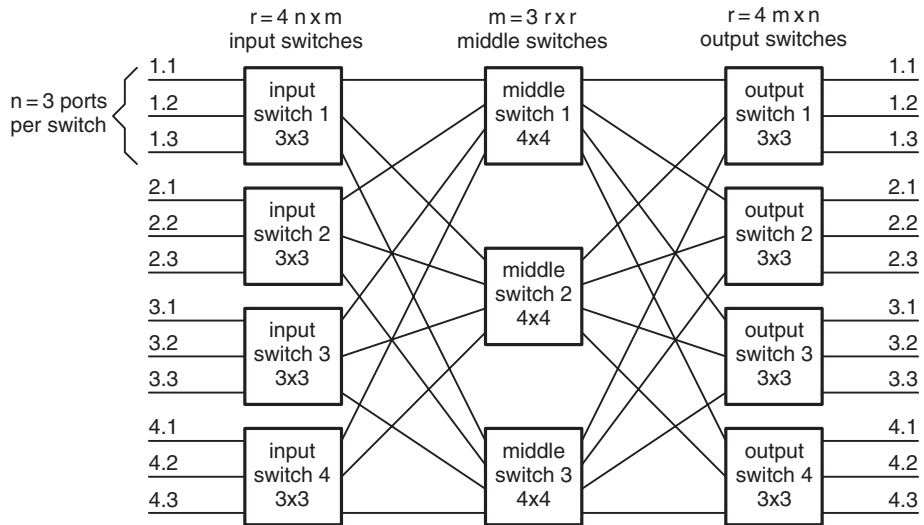 r = 4 n x m
input switches
m = 3 r x r
middle switches
r = 4 m x n
output switches
n = 3 ports
per switch
1.1
1.2
1.3
2.1
2.2
2.3
3.1
3.2
3.3
4.1
4.2
4.3
input
switch 1
3x3
input
switch 2
3x3
input
switch 3
3x3
input
switch 4
3x3
middle
switch 1
4x4
middle
switch 2
4x4
middle
switch 3
4x4
output
switch 1
3x3
output
switch 2
3x3
output
switch 3
3x3
output
switch 4
3x3
1.1
1.2
1.3
2.1
2.2
2.3
3.1
3.2
3.3
4.1
4.2
4.3